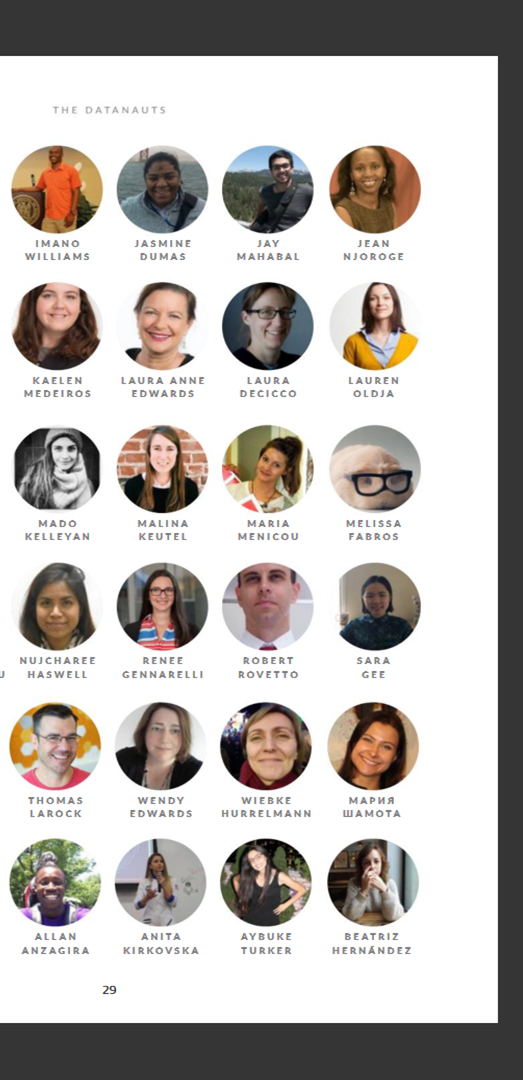 THE DATANAUTS
IMANO WILLIAMS
JASMINE DUMAS
JAY MAHABAL
JEAN NJOROGE
KAELEN MEDEIROS
LAURA ANNE EDWARDS
LAURA DECICCO
LAUREN OLDJA
MADO KELLEYAN
MALINA KEUTEL
MARIA MENICOU
MELISSA FABROS
U
NUJCHAREE HASWELL
RENEE GENNARELLI
ROBERT ROVETTO
SARA GEE
THOMAS LAROCK
WENDY EDWARDS
WIEBKE HURRELMANN
МАРИЯ ШАМОТА
ALLAN ANZAGIRA
ANITA KIRKOVSKA
AYBUKE TURKER
BEATRIZ HERNÁNDEZ
29